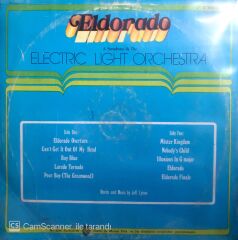 Eldorado
A Symphony By The
ELECTRIC LIGHT ORCHESTRA
Side One:
Eldorado Overture
Can't Get It Out Of My Head
Boy Blue
Laredo Tornado
Poor Boy (The Greenwood)
Side Two:
Mister Kingdom
Nobody's Child
Illusions In G major
Eldorado
Eldorado Finale
Words and Music by Jeff Lynne
CS CamScanner ile tarandı